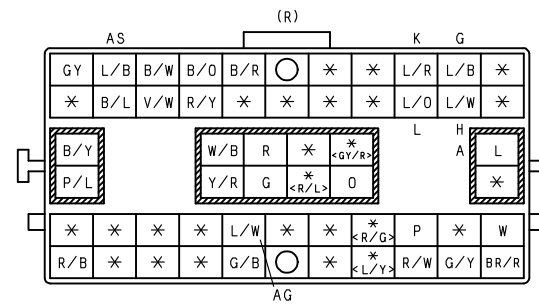 (R)
AS K G
GY L/B B/W B/O B/R ◯ * * L/R L/B *
* B/L V/W R/Y * * * * L/O L/W *
L H
B/Y W/B R * *<GY/R> A L
P/L Y/R G *<R/L> O *
* * * * L/W * * *<R/G> P * W
R/B * * * G/B ◯ * *<L/Y> R/W G/Y BR/R
AG